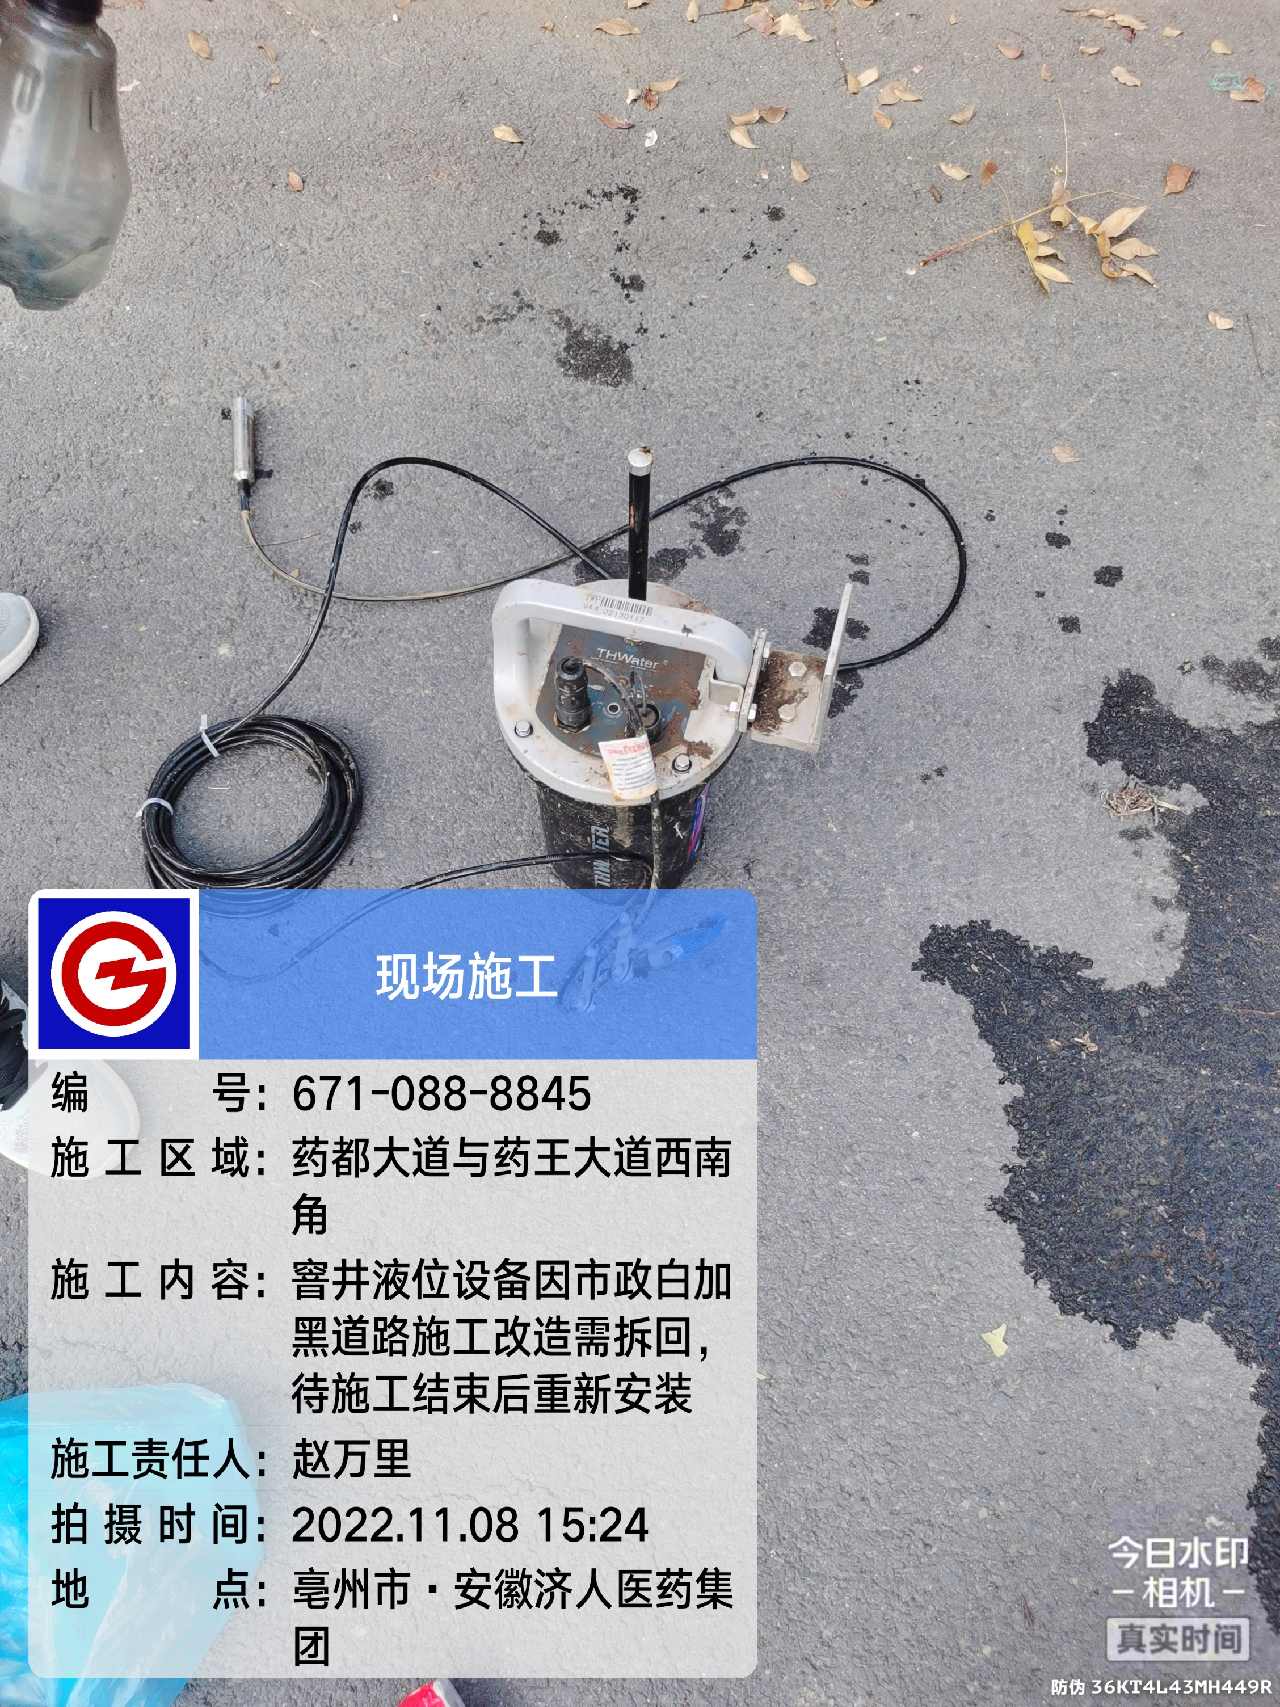 THWater
THWATER
现场施工
编号：671-088-8845
施工区域：药都大道与药王大道西南
角
施工内容：窨井液位设备因市政白加
黑道路施工改造需拆回，
待施工结束后重新安装
施工责任人：赵万里
拍摄时间：2022.11.08 15:24
地点：亳州市·安徽济人医药集
团
今日水印
相机
真实时间
防伪 36KT4L43MH449R